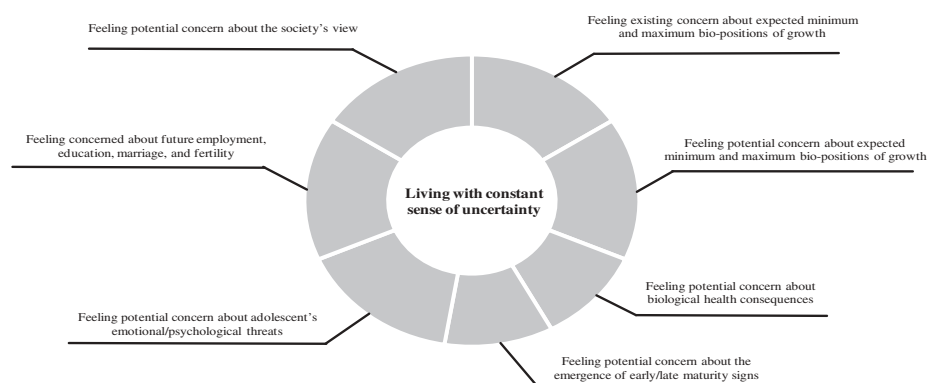 Feeling potential concern about the society's view
Feeling existing concern about expected minimum
and maximum bio-positions of growth
Feeling concerned about future employment,
education, marriage, and fertility
Feeling potential concern about expected
minimum and maximum bio-positions of growth
Living with constant
sense of uncertainty
Feeling potential concern about
biological health consequences
Feeling potential concern about adolescent's
emotional/psychological threats
Feeling potential concern about the
emergence of early/late maturity signs